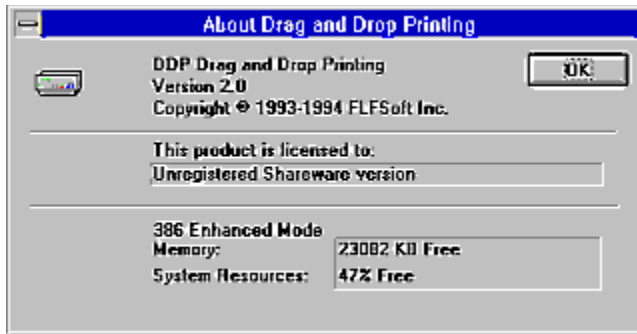 About Drag and Drop Printing
DDP Drag and Drop Printing
OK
Version 2.0
Copyright © 1993-1994 FLFSoft Inc.
This product is licensed to:
Unregistered Shareware version
386 Enhanced Mode
Memory: 23082 KB Free
System Resources: 47% Free